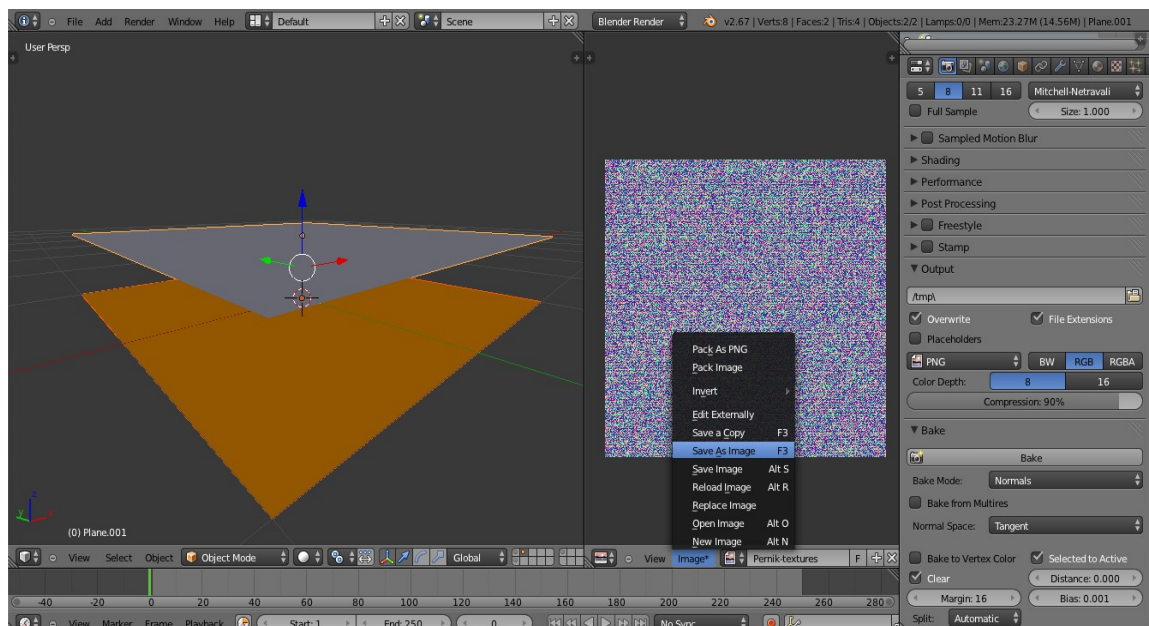 File Add Render Window Help Default Scene Blender Render v2.67 | Verts:8 | Faces:2 | Tris:4 | Objects:2/2 | Lamps:0/0 | Mem:23.27M (14.56M) | Plane.001
User Persp
5 8 11 16 Mitchell-Netravali
Full Sample Size: 1.000
Sampled Motion Blur
Shading
Performance
Post Processing
Freestyle
Stamp
Output
/tmp\
Overwrite File Extensions
Placeholders
PNG BW RGB RGBA
Color Depth: 8 16
Compression: 90%
Bake
Bake
Bake Mode: Normals
Bake from Multires
Normal Space: Tangent
Bake to Vertex Color Selected to Active
Clear Distance: 0.000
Margin: 16 Bias: 0.001
Split: Automatic
Pack As PNG
Pack Image
Invert
Edit Externally
Save a Copy F3
Save As Image F3
Save Image Alt S
Reload Image Alt R
Replace Image
Open Image Alt O
New Image Alt N
z
y
(0) Plane.001
View Select Object Object Mode Global View Image* Pernik-textures F
-40 -20 0 20 40 60 80 100 120 140 160 180 200 220 240 260 280
View Marker Frame Playback Start: 1 End: 250 0 No Sync